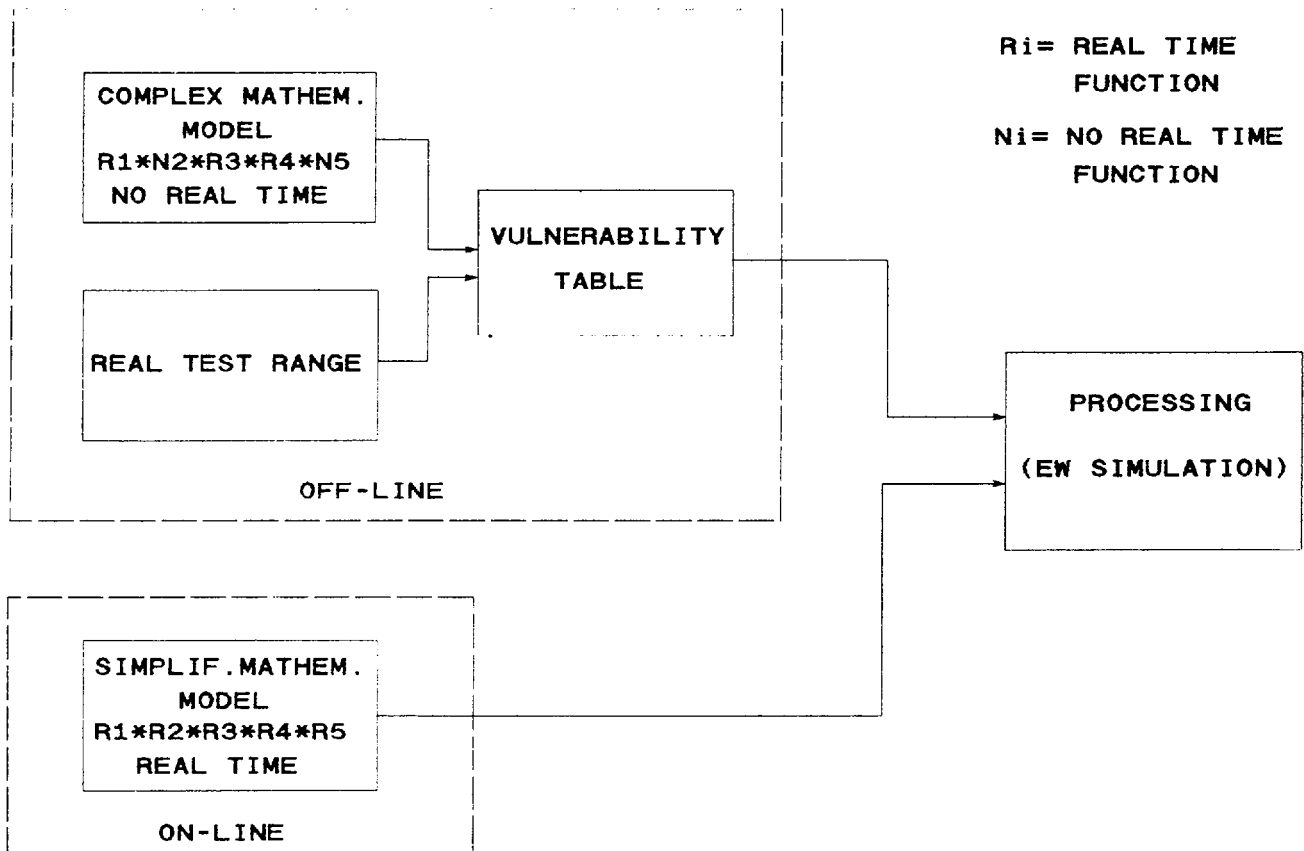 COMPLEX MATHEM.
MODEL
R1*N2*R3*R4*N5
NO REAL TIME
REAL TEST RANGE
VULNERABILITY
TABLE
OFF-LINE
Ri= REAL TIME
FUNCTION
Ni= NO REAL TIME
FUNCTION
PROCESSING
(EW SIMULATION)
SIMPLIF.MATHEM.
MODEL
R1*R2*R3*R4*R5
REAL TIME
ON-LINE